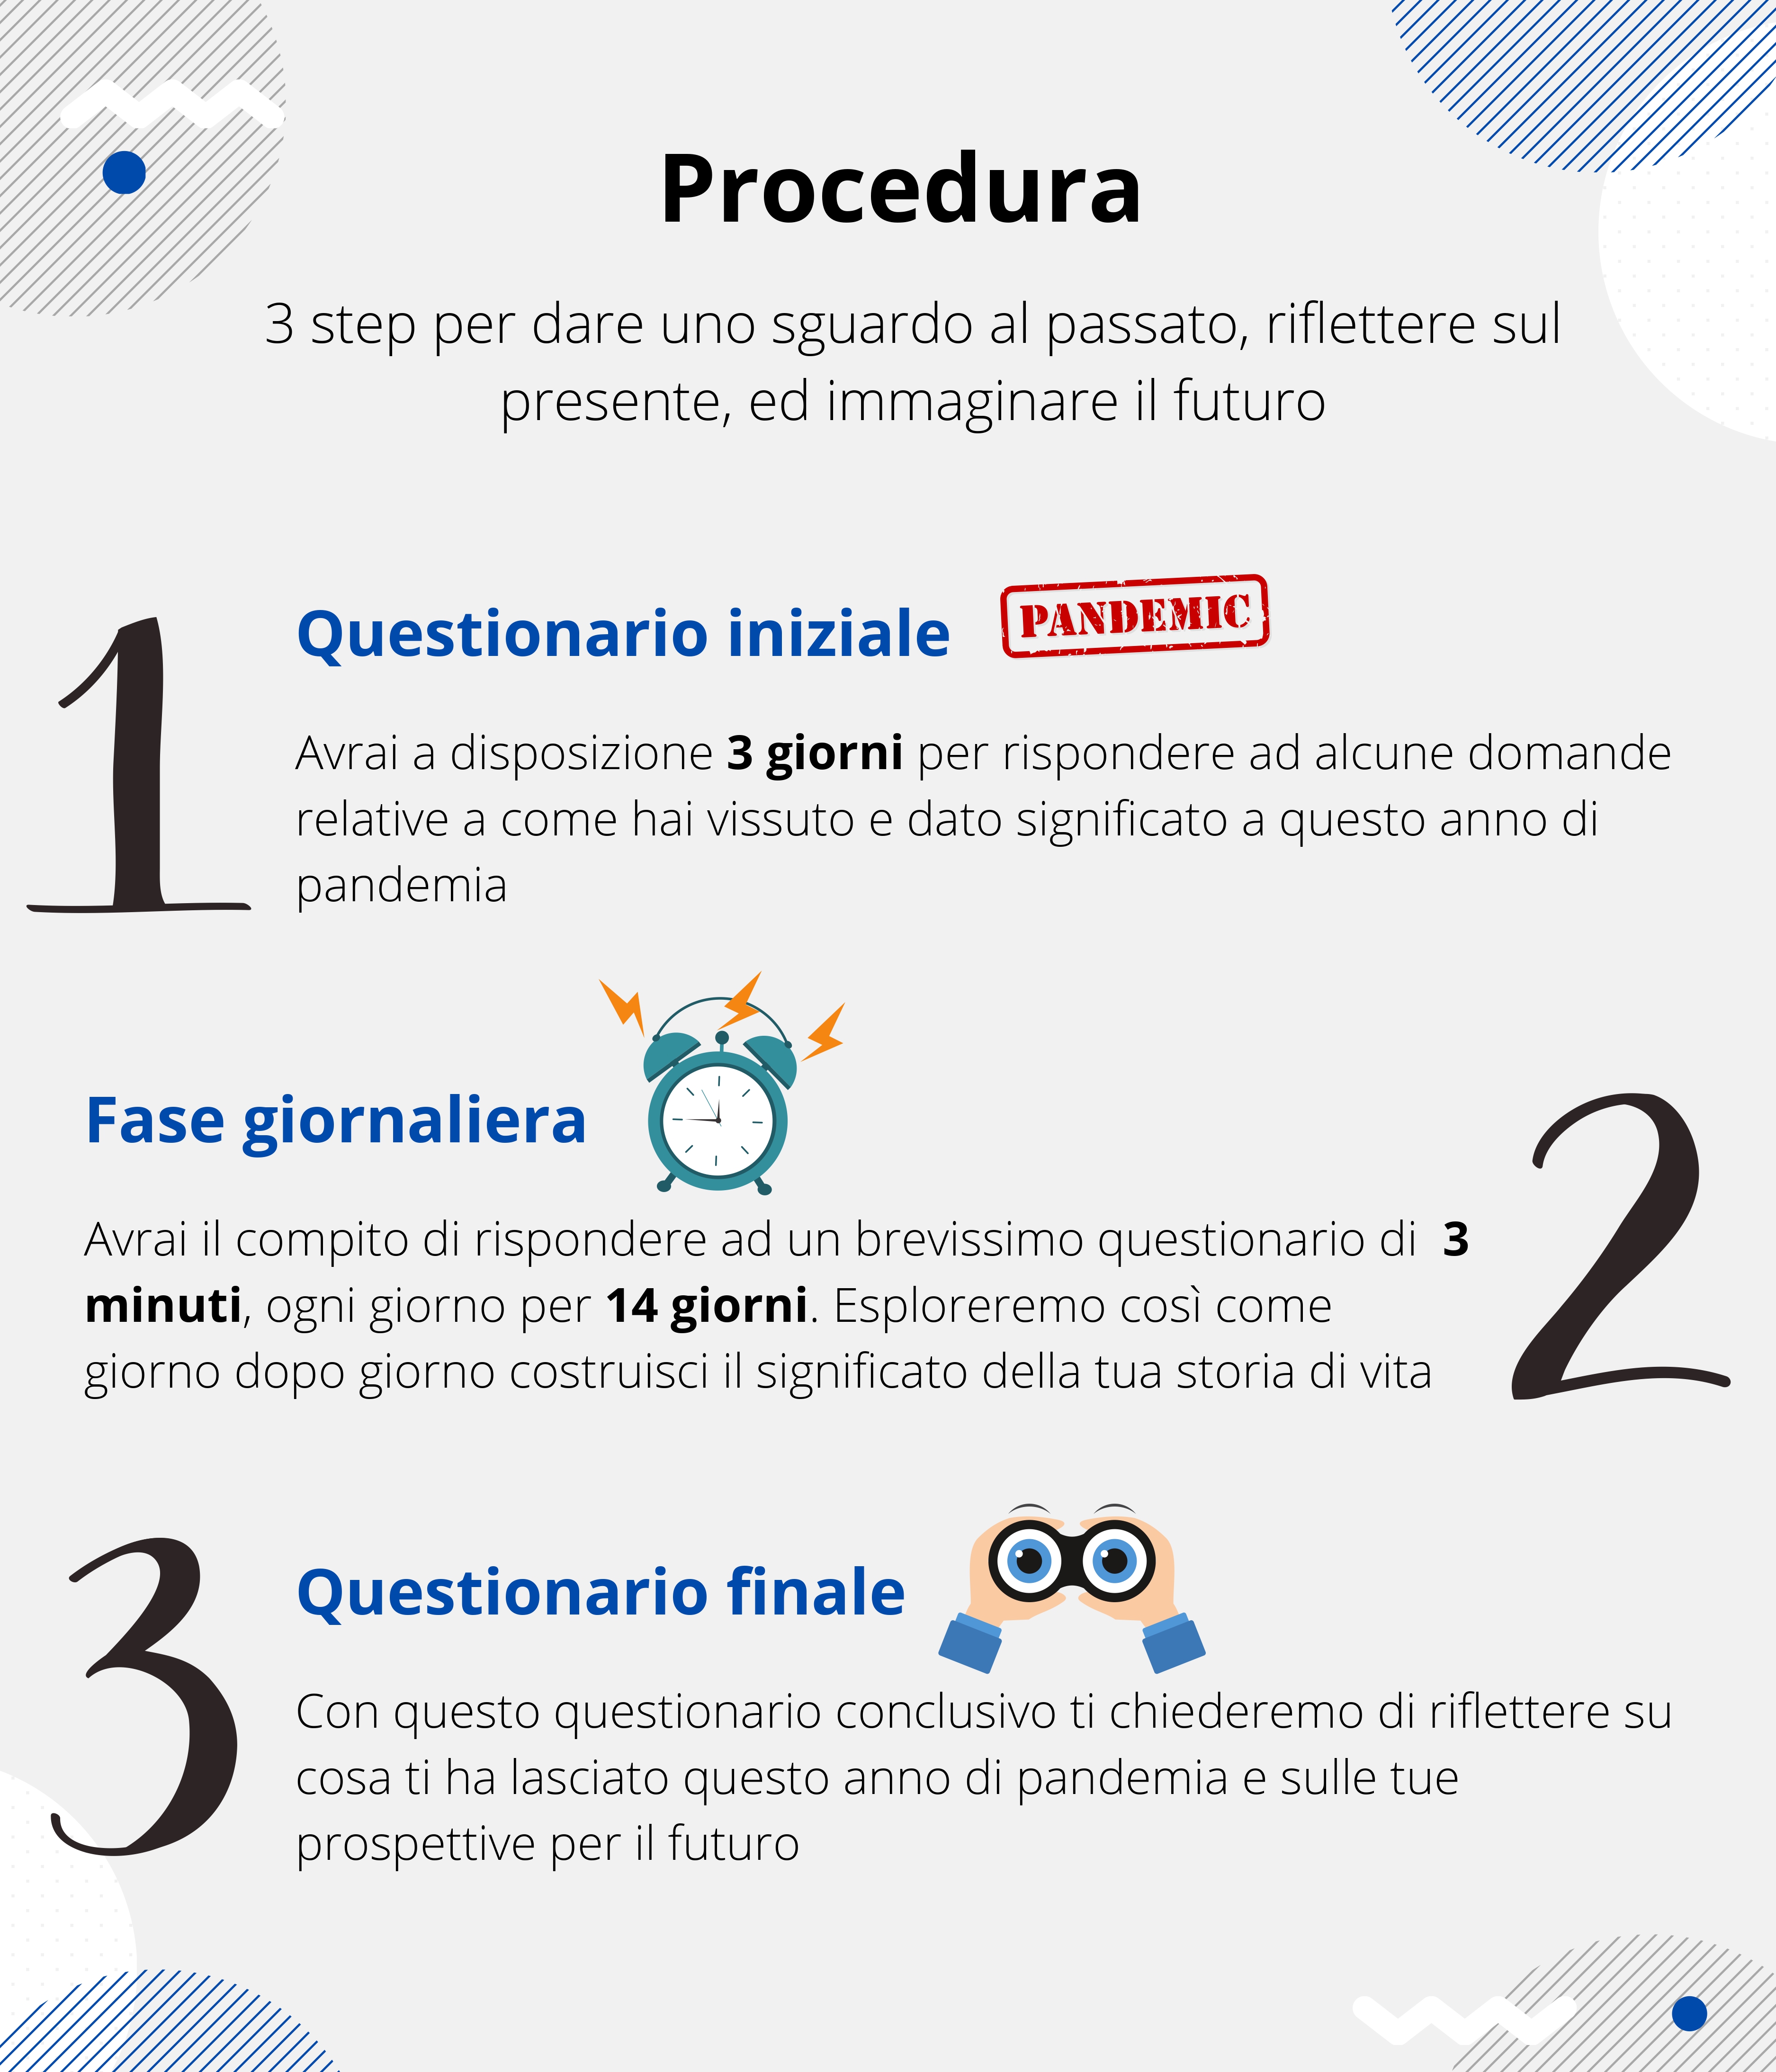 Procedura
3 step per dare uno sguardo al passato, riflettere sul
presente, ed immaginare il futuro
1
Questionario iniziale
PANDEMIC
Avrai a disposizione 3 giorni per rispondere ad alcune domande
relative a come hai vissuto e dato significato a questo anno di
pandemia
2
Fase giornaliera
Avrai il compito di rispondere ad un brevissimo questionario di 3
minuti, ogni giorno per 14 giorni. Esploreremo così come
giorno dopo giorno costruisci il significato della tua storia di vita
3
Questionario finale
Con questo questionario conclusivo ti chiederemo di riflettere su
cosa ti ha lasciato questo anno di pandemia e sulle tue
prospettive per il futuro